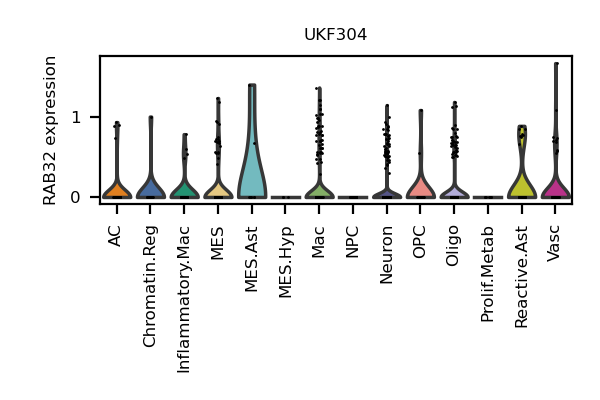 UKF304
RAB32 expression
1
0
AC
Chromatin.Reg
Inflammatory.Mac
MES
MES.Ast
MES.Hyp
Mac
NPC
Neuron
OPC
Oligo
Prolif.Metab
Reactive.Ast
Vasc